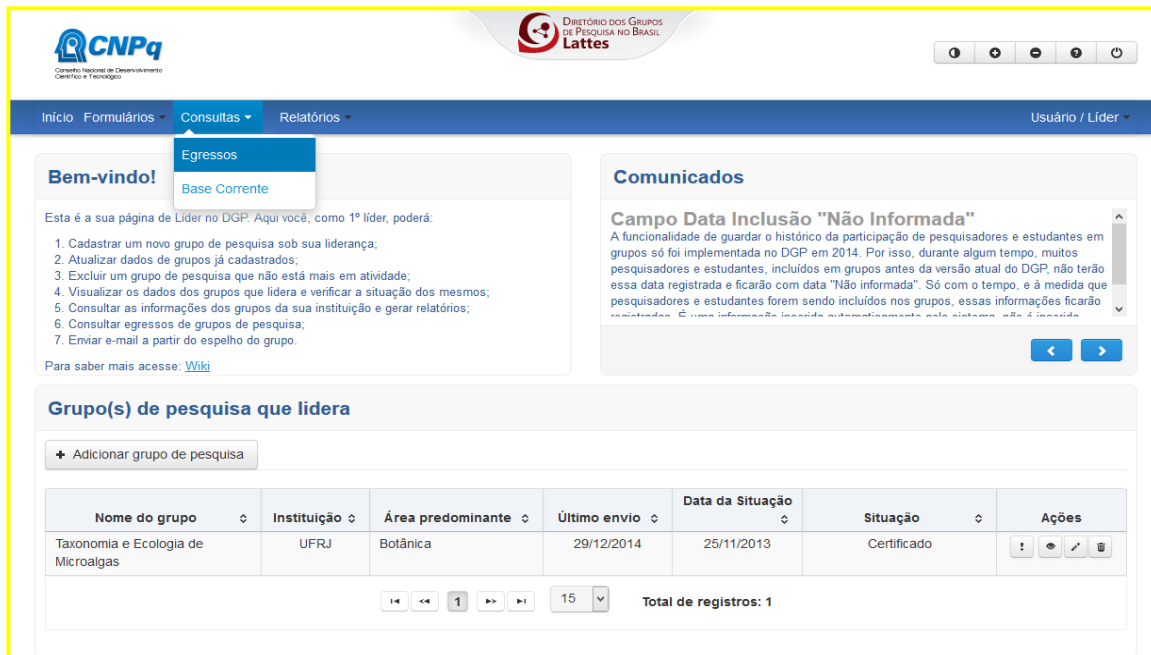 CNPq
Conselho Nacional de Desenvolvimento
Científico e Tecnológico
DIRETÓRIO DOS GRUPOS
DE PESQUISA NO BRASIL
Lattes
Início Formulários Consultas Relatórios Usuário / Líder
Egressos
Base Corrente
Bem-vindo!
Esta é a sua página de Líder no DGP. Aqui você, como 1º líder, poderá:
1. Cadastrar um novo grupo de pesquisa sob sua liderança;
2. Atualizar dados de grupos já cadastrados;
3. Excluir um grupo de pesquisa que não está mais em atividade;
4. Visualizar os dados dos grupos que lidera e verificar a situação dos mesmos;
5. Consultar as informações dos grupos da sua instituição e gerar relatórios;
6. Consultar egressos de grupos de pesquisa;
7. Enviar e-mail a partir do espelho do grupo.
Para saber mais acesse: Wiki
Comunicados
Campo Data Inclusão "Não Informada"
A funcionalidade de guardar o histórico da participação de pesquisadores e estudantes em
grupos só foi implementada no DGP em 2014. Por isso, durante algum tempo, muitos
pesquisadores e estudantes, incluídos em grupos antes da versão atual do DGP, não terão
essa data registrada e ficarão com data "Não informada". Só com o tempo, e à medida que
pesquisadores e estudantes forem sendo incluídos nos grupos, essas informações ficarão
registradas. É uma informação inserida automaticamente pelo sistema, não é inserida
Grupo(s) de pesquisa que lidera
+ Adicionar grupo de pesquisa
Nome do grupo Instituição Área predominante Último envio Data da Situação Situação Ações
Taxonomia e Ecologia de Microalgas UFRJ Botânica 29/12/2014 25/11/2013 Certificado
1 15 Total de registros: 1